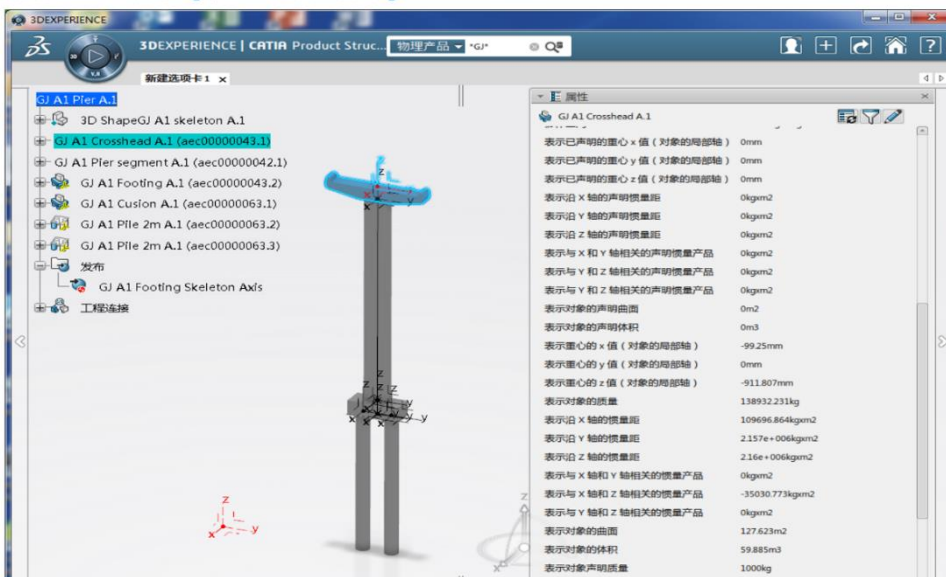 3DEXPERIENCE
3DEXPERIENCE | CATIA Product Struc... 物理产品 *GJ*
V.R
新建选项卡1 x
GJ A1 Pier A.1
3D ShapeGJ A1 skeleton A.1
GJ A1 Crosshead A.1 (aec00000043.1)
GJ A1 Pier segment A.1 (aec00000042.1)
GJ A1 Footing A.1 (aec00000043.2)
GJ A1 Cusion A.1 (aec00000063.1)
GJ A1 Pile 2m A.1 (aec00000063.2)
GJ A1 Pile 2m A.1 (aec00000063.3)
发布
GJ A1 Footing Skeleton Axis
工程连接
z
x
y
属性
GJ A1 Crosshead A.1
表示已声明的重心 x 值（对象的局部轴） 0mm
表示已声明的重心 y 值（对象的局部轴） 0mm
表示已声明的重心 z 值（对象的局部轴） 0mm
表示沿 X 轴的声明惯量距 0kgxm2
表示沿 Y 轴的声明惯量距 0kgxm2
表示沿 Z 轴的声明惯量距 0kgxm2
表示与 X 和 Y 轴相关的声明惯量产品 0kgxm2
表示与 Y 和 Z 轴相关的声明惯量产品 0kgxm2
表示与 Y 和 Z 轴相关的声明惯量产品 0kgxm2
表示对象的声明曲面 0m2
表示对象的声明体积 0m3
表示重心的 x 值（对象的局部轴） -99.25mm
表示重心的 y 值（对象的局部轴） 0mm
表示重心的 z 值（对象的局部轴） -911.807mm
表示对象的质量 138932.231kg
表示沿 X 轴的惯量距 109696.864kgxm2
表示沿 Y 轴的惯量距 2.157e+006kgxm2
表示沿 Z 轴的惯量距 2.16e+006kgxm2
表示与 X 轴和 Y 轴相关的惯量产品 0kgxm2
表示与 X 轴和 Z 轴相关的惯量产品 -35030.773kgxm2
表示与 Y 轴和 Z 轴相关的惯量产品 0kgxm2
表示对象的曲面 127.623m2
表示对象的体积 59.885m3
表示对象声明质量 1000kg